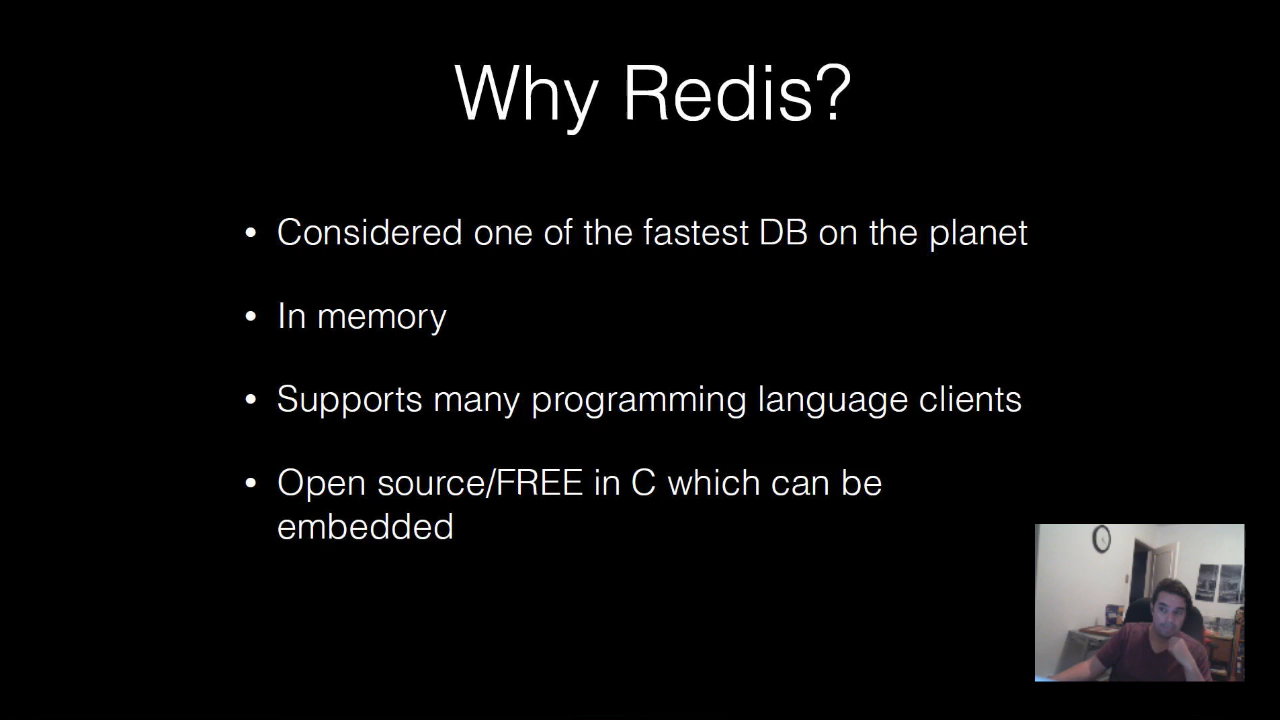 Why Redis?
• Considered one of the fastest DB on the planet
• In memory
• Supports many programming language clients
• Open source/FREE in C which can be
embedded